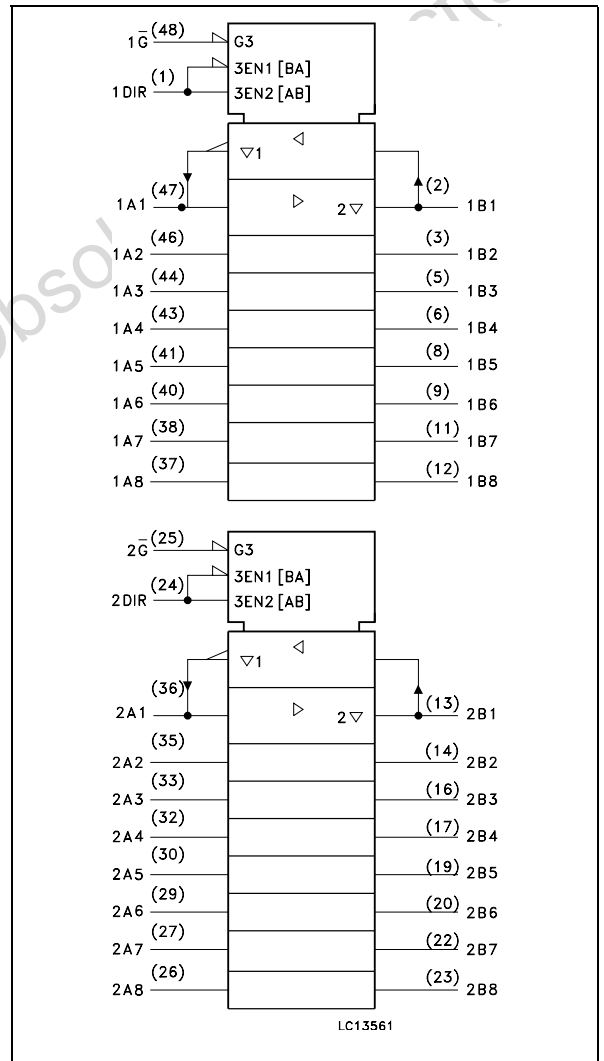 1G̅ (48) G3
3EN1 [BA]
1DIR (1) 3EN2 [AB]
▽1 ◁
1A1 (47) ▷ 2▽ (2) 1B1
1A2 (46) (3) 1B2
1A3 (44) (5) 1B3
1A4 (43) (6) 1B4
1A5 (41) (8) 1B5
1A6 (40) (9) 1B6
1A7 (38) (11) 1B7
1A8 (37) (12) 1B8
2G̅ (25) G3
3EN1 [BA]
2DIR (24) 3EN2 [AB]
▽1 ◁
2A1 (36) ▷ 2▽ (13) 2B1
2A2 (35) (14) 2B2
2A3 (33) (16) 2B3
2A4 (32) (17) 2B4
2A5 (30) (19) 2B5
2A6 (29) (20) 2B6
2A7 (27) (22) 2B7
2A8 (26) (23) 2B8
LC13561